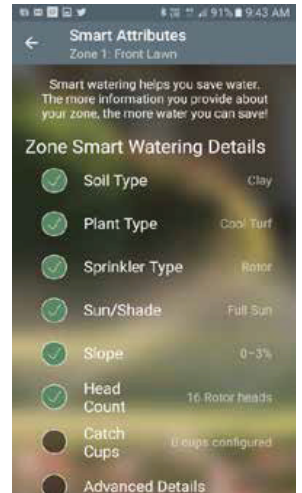 91% 9:43 AM
Smart Attributes
Zone 1: Front Lawn
Smart watering helps you save water.
The more information you provide about
your zone, the more water you can save!
Zone Smart Watering Details
Soil Type Clay
Plant Type Cool Turf
Sprinkler Type Rotor
Sun/Shade Full Sun
Slope 0-3%
Head
Count 16 Rotor heads
Catch
Cups 0 cups configured
Advanced Details